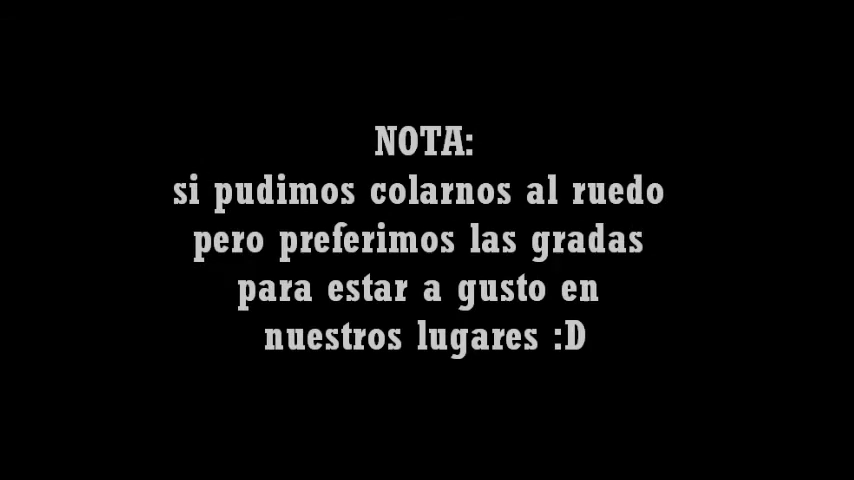 NOTA:
si pudimos colarnos al ruedo
pero preferimos las gradas
para estar a gusto en
nuestros lugares :D